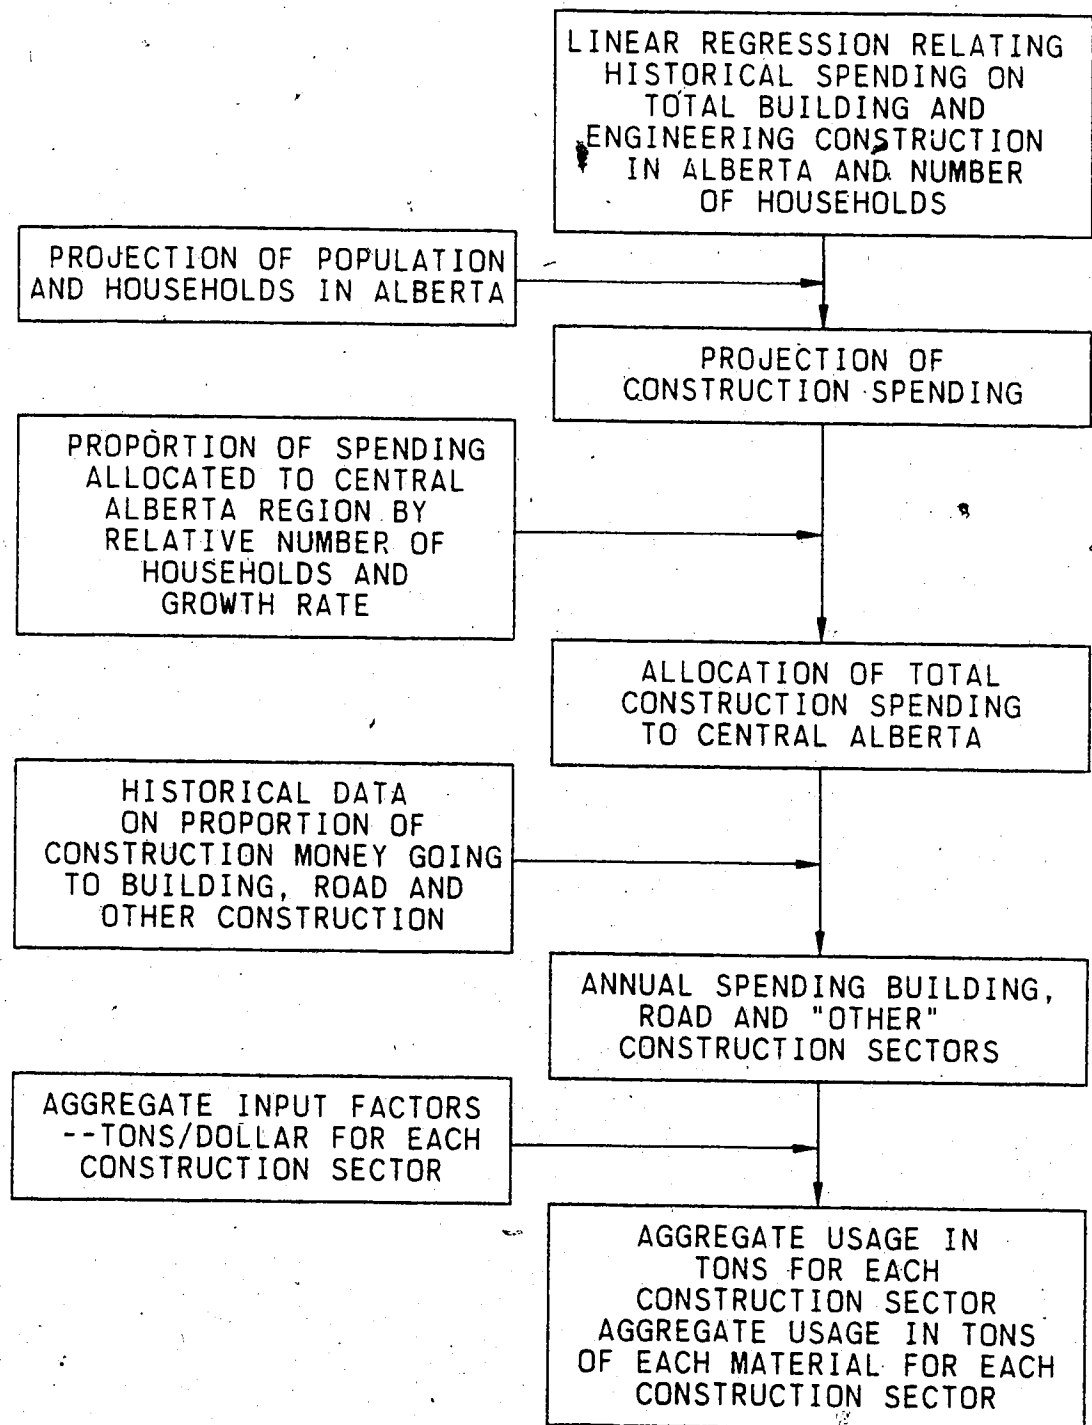 LINEAR REGRESSION RELATING
HISTORICAL SPENDING ON
TOTAL BUILDING AND
ENGINEERING CONSTRUCTION
IN ALBERTA AND NUMBER
OF HOUSEHOLDS
PROJECTION OF POPULATION
AND HOUSEHOLDS IN ALBERTA
PROJECTION OF
CONSTRUCTION SPENDING
PROPORTION OF SPENDING
ALLOCATED TO CENTRAL
ALBERTA REGION BY
RELATIVE NUMBER OF
HOUSEHOLDS AND
GROWTH RATE
ALLOCATION OF TOTAL
CONSTRUCTION SPENDING
TO CENTRAL ALBERTA
HISTORICAL DATA
ON PROPORTION OF
CONSTRUCTION MONEY GOING
TO BUILDING, ROAD AND
OTHER CONSTRUCTION
ANNUAL SPENDING BUILDING,
ROAD AND "OTHER"
CONSTRUCTION SECTORS
AGGREGATE INPUT FACTORS
--TONS/DOLLAR FOR EACH
CONSTRUCTION SECTOR
AGGREGATE USAGE IN
TONS FOR EACH
CONSTRUCTION SECTOR
AGGREGATE USAGE IN TONS
OF EACH MATERIAL FOR EACH
CONSTRUCTION SECTOR